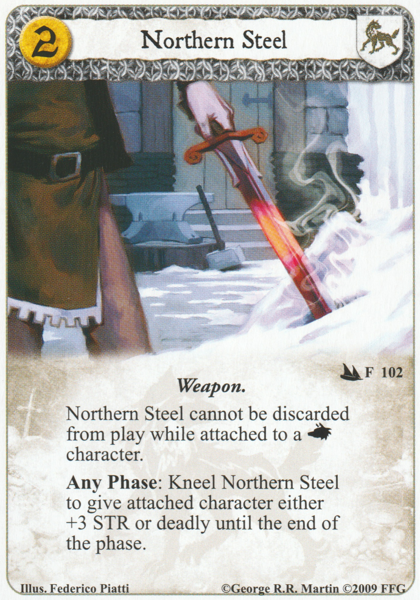 2
Northern Steel
F 102
Weapon.
Northern Steel cannot be discarded
from play while attached to a
character.
Any Phase: Kneel Northern Steel
to give attached character either
+3 STR or deadly until the end of
the phase.
Illus. Federico Piatti ©George R.R. Martin ©2009 FFG